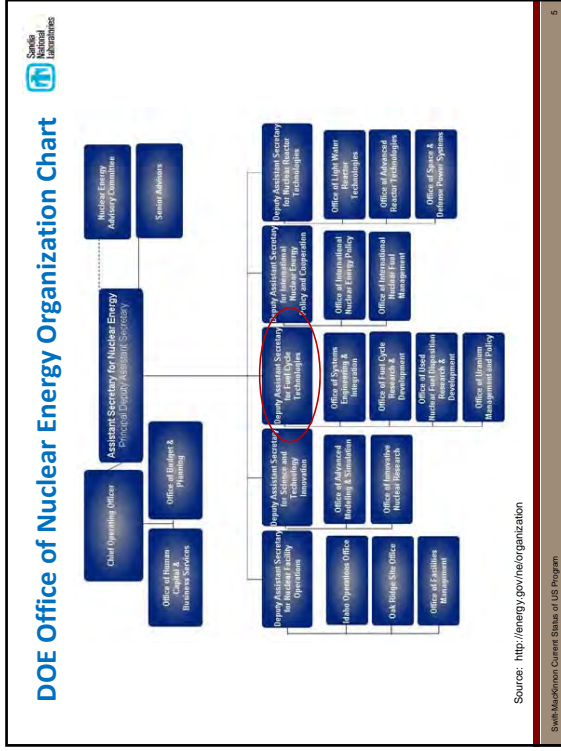 DOE Office of Nuclear Energy Organization Chart
Sandia
National
Laboratories
Nuclear Energy
Advisory Committee
Senior Advisors
Assistant Secretary for Nuclear Energy
Principal Deputy Assistant Secretary
Chief Operating Officer
Office of Budget &
Planning
Office of Human
Capital &
Business Services
Deputy Assistant Secretary
for Nuclear Facility
Operations
Idaho Operations Office
Oak Ridge Site Office
Office of Facilities
Management
Deputy Assistant Secretary
for Science and
Technology
Innovation
Office of Advanced
Modeling & Simulation
Office of Innovative
Nuclear Research
Deputy Assistant Secretary
for Fuel Cycle
Technologies
Office of Systems
Engineering &
Integration
Office of Fuel Cycle
Research &
Development
Office of Used
Nuclear Fuel Disposition
Research &
Development
Office of Uranium
Management and Policy
Deputy Assistant Secretary
for International
Nuclear Energy
Policy and Cooperation
Office of International
Nuclear Energy Policy
Office of International
Nuclear Fuel
Management
Deputy Assistant Secretary
for Nuclear Reactor
Technologies
Office of Light Water
Reactor
Technologies
Office of Advanced
Reactor Technologies
Office of Space &
Defense Power Systems
Source: http://energy.gov/ne/organization
Swift-MacKinnon Current Status of US Program
5